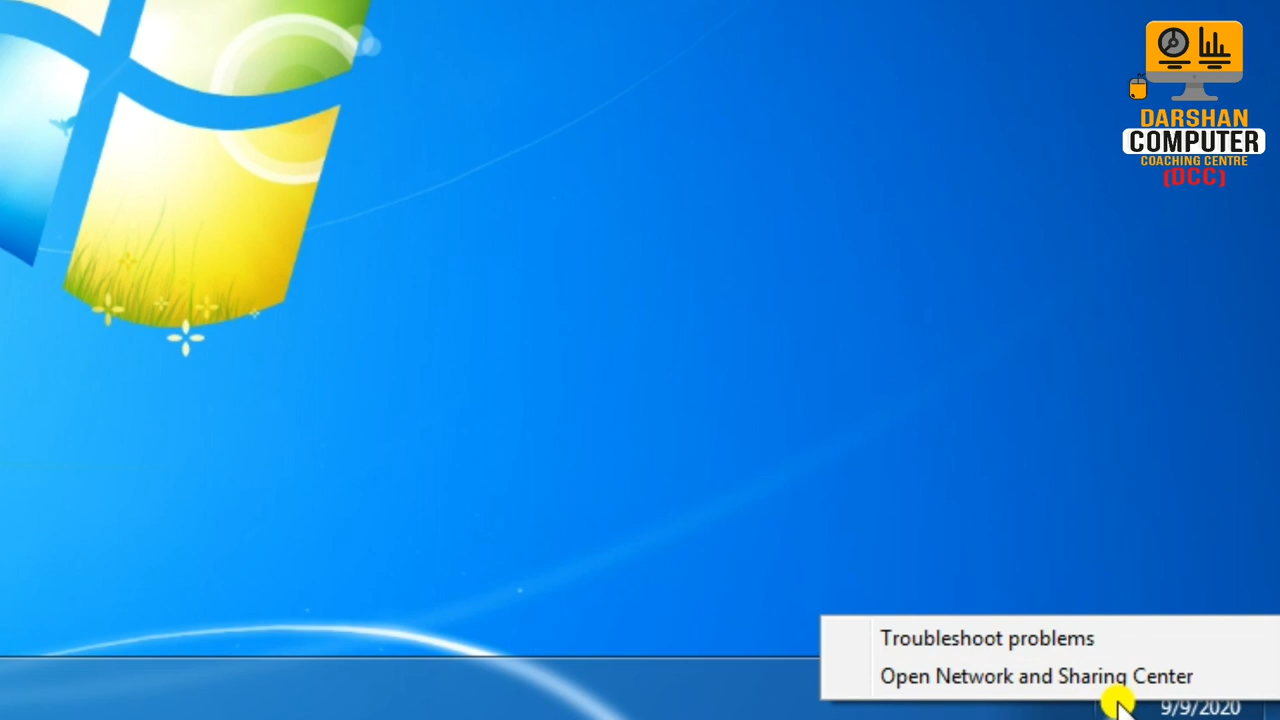 DARSHAN
COMPUTER
COACHING CENTRE
(DCC)
Troubleshoot problems
Open Network and Sharing Center
9/9/2020